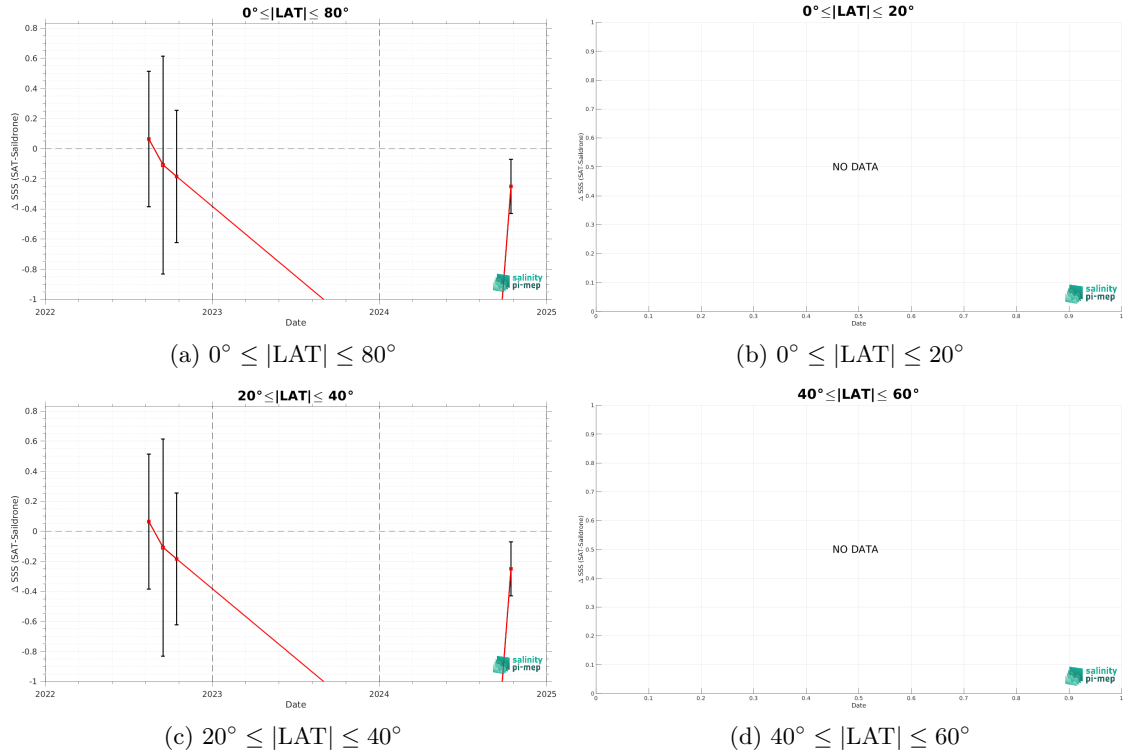 0°≤|LAT|≤ 80°
0.8
0.6
0.4
0.2
0
-0.2
-0.4
-0.6
-0.8
-1
Δ SSS (SAT-Saildrone)
2022
2023
2024
2025
Date
salinity
pi-mep
(a) 0° ≤ |LAT| ≤ 80°
0°≤|LAT|≤ 20°
1
0.9
0.8
0.7
0.6
0.5
0.4
0.3
0.2
0.1
0
Δ SSS (SAT-Saildrone)
NO DATA
0 0.1 0.2 0.3 0.4 0.5 0.6 0.7 0.8 0.9 1
Date
salinity
pi-mep
(b) 0° ≤ |LAT| ≤ 20°
20°≤|LAT|≤ 40°
0.8
0.6
0.4
0.2
0
-0.2
-0.4
-0.6
-0.8
-1
Δ SSS (SAT-Saildrone)
2022
2023
2024
2025
Date
salinity
pi-mep
(c) 20° ≤ |LAT| ≤ 40°
40°≤|LAT|≤ 60°
1
0.9
0.8
0.7
0.6
0.5
0.4
0.3
0.2
0.1
0
Δ SSS (SAT-Saildrone)
NO DATA
0 0.1 0.2 0.3 0.4 0.5 0.6 0.7 0.8 0.9 1
Date
salinity
pi-mep
(d) 40° ≤ |LAT| ≤ 60°